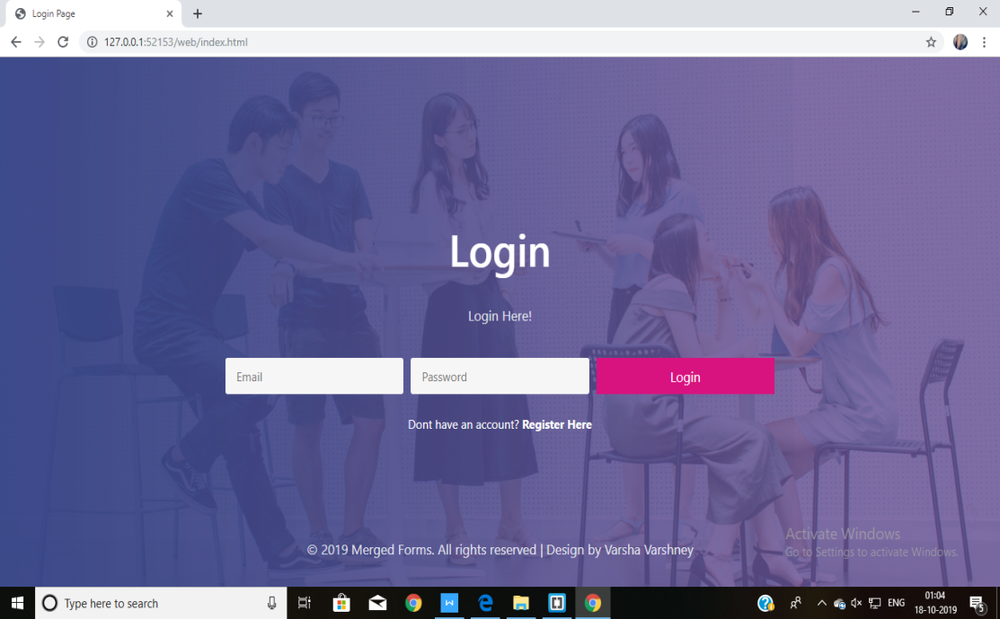 Login Page
127.0.0.1:52153/web/index.html
Login
Login Here!
Email
Password
Login
Dont have an account? Register Here
© 2019 Merged Forms. All rights reserved | Design by Varsha Varshney
Activate Windows
Go to Settings to activate Windows.
Type here to search
W
e
ENG
01:04
18-10-2019
5